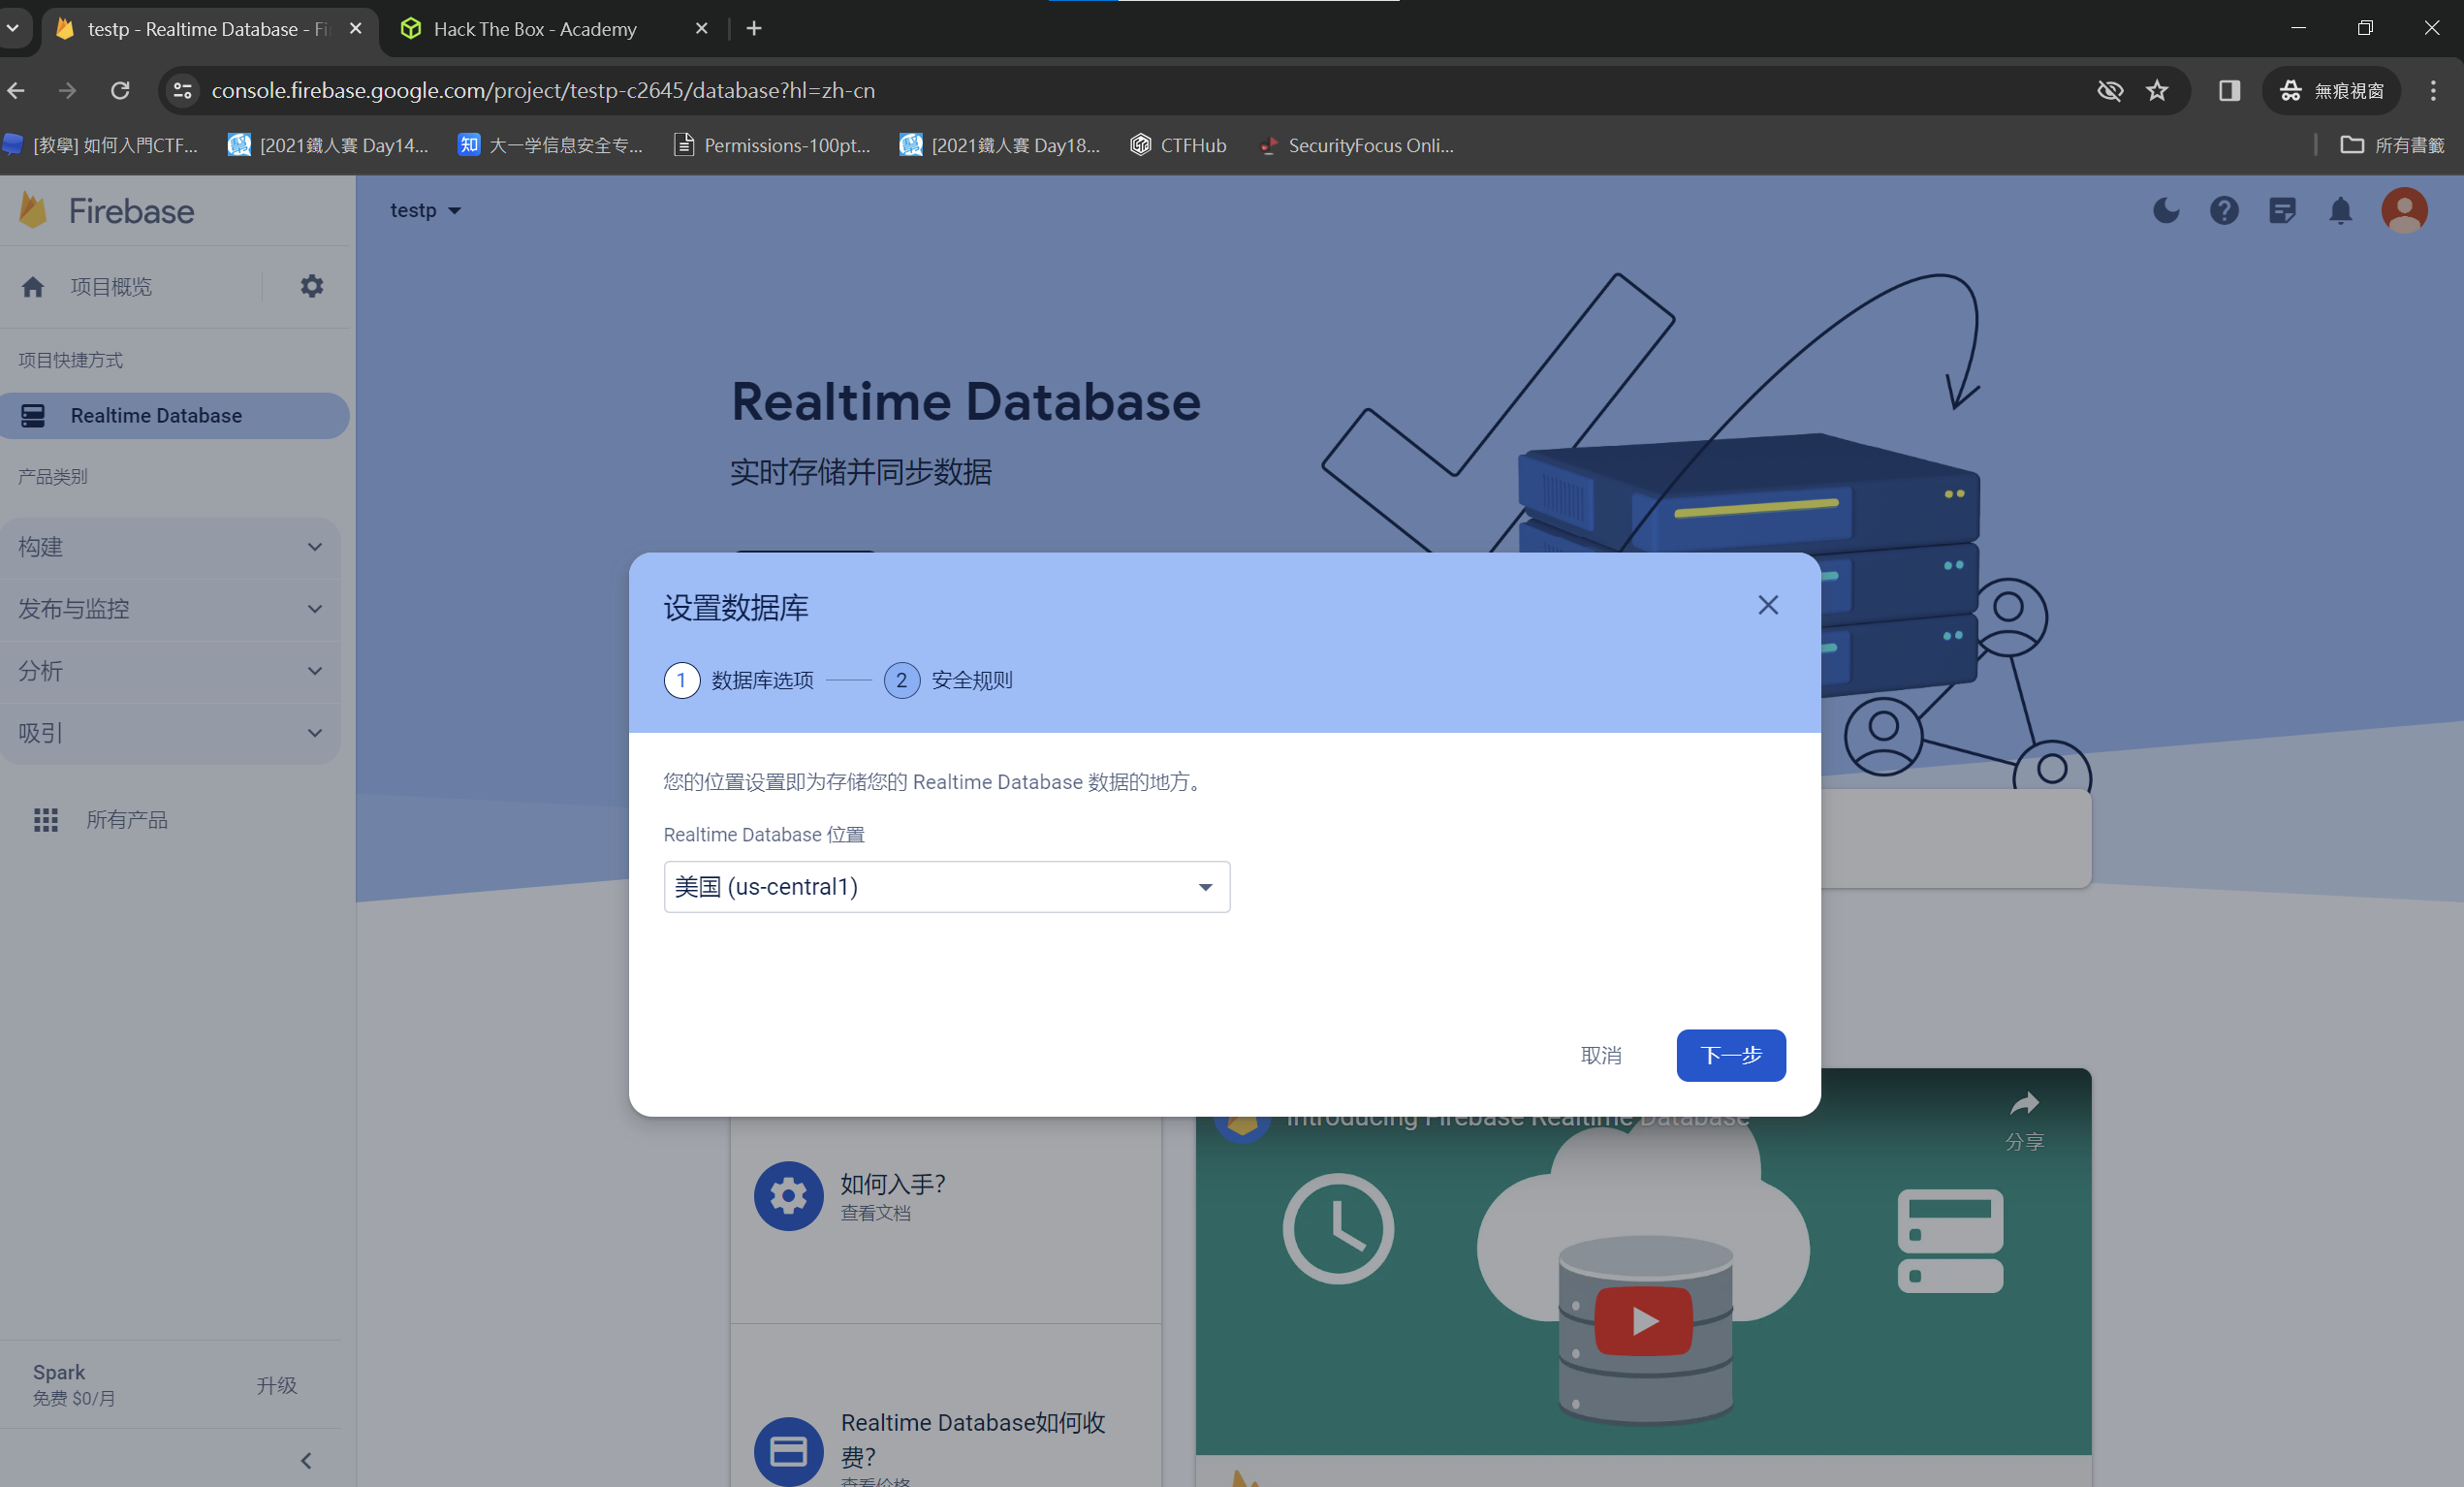 testp - Realtime Database - Fi
Hack The Box - Academy
console.firebase.google.com/project/testp-c2645/database?hl=zh-cn
無痕視窗
[教學] 如何入門CTF...
[2021鐵人賽 Day14...
知 大一学信息安全专...
Permissions-100pt...
[2021鐵人賽 Day18...
CTFHub
SecurityFocus Onli...
所有書籤
Firebase
testp
项目概览
项目快捷方式
Realtime Database
产品类别
构建
发布与监控
分析
吸引
所有产品
Spark
免费 $0/月
升级
Realtime Database
实时存储并同步数据
设置数据库
1 数据库选项
2 安全规则
您的位置设置即为存储您的 Realtime Database 数据的地方。
Realtime Database 位置
美国 (us-central1)
取消
下一步
如何入手?
查看文档
Realtime Database如何收
费?
查看价格
Introducing Firebase Realtime Database
分享